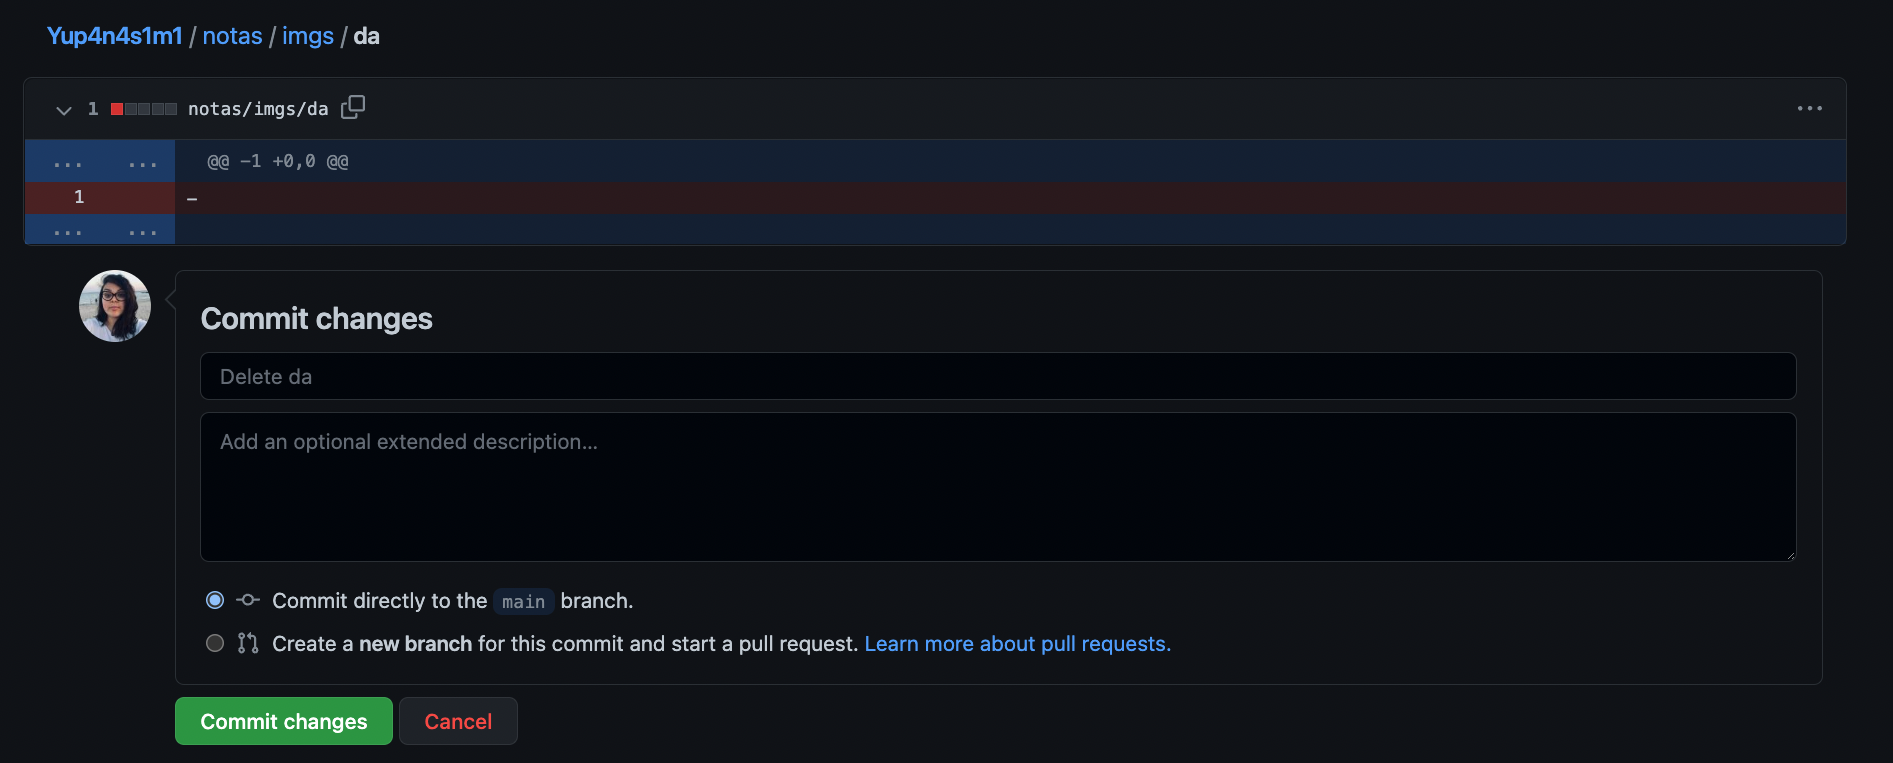 Yup4n4s1m1 / notas / imgs / da
1 notas/imgs/da
... ... @@ -1 +0,0 @@
1 -
... ...
Commit changes
Delete da
Add an optional extended description...
Commit directly to the main branch.
Create a new branch for this commit and start a pull request. Learn more about pull requests.
Commit changes Cancel